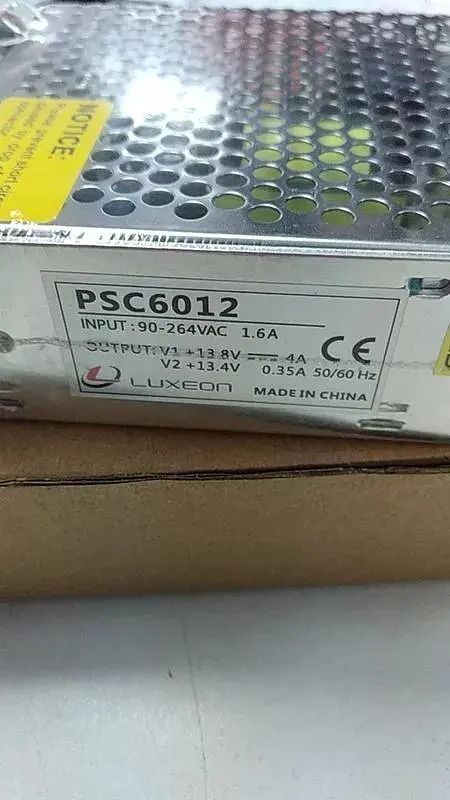 NOTICE:
PSC6012
INPUT:90-264VAC 1.6A
OUTPUT: V1 +13.8V 4A
V2 +13.4V 0.35A 50/60 Hz
CE
LUXEON
MADE IN CHINA